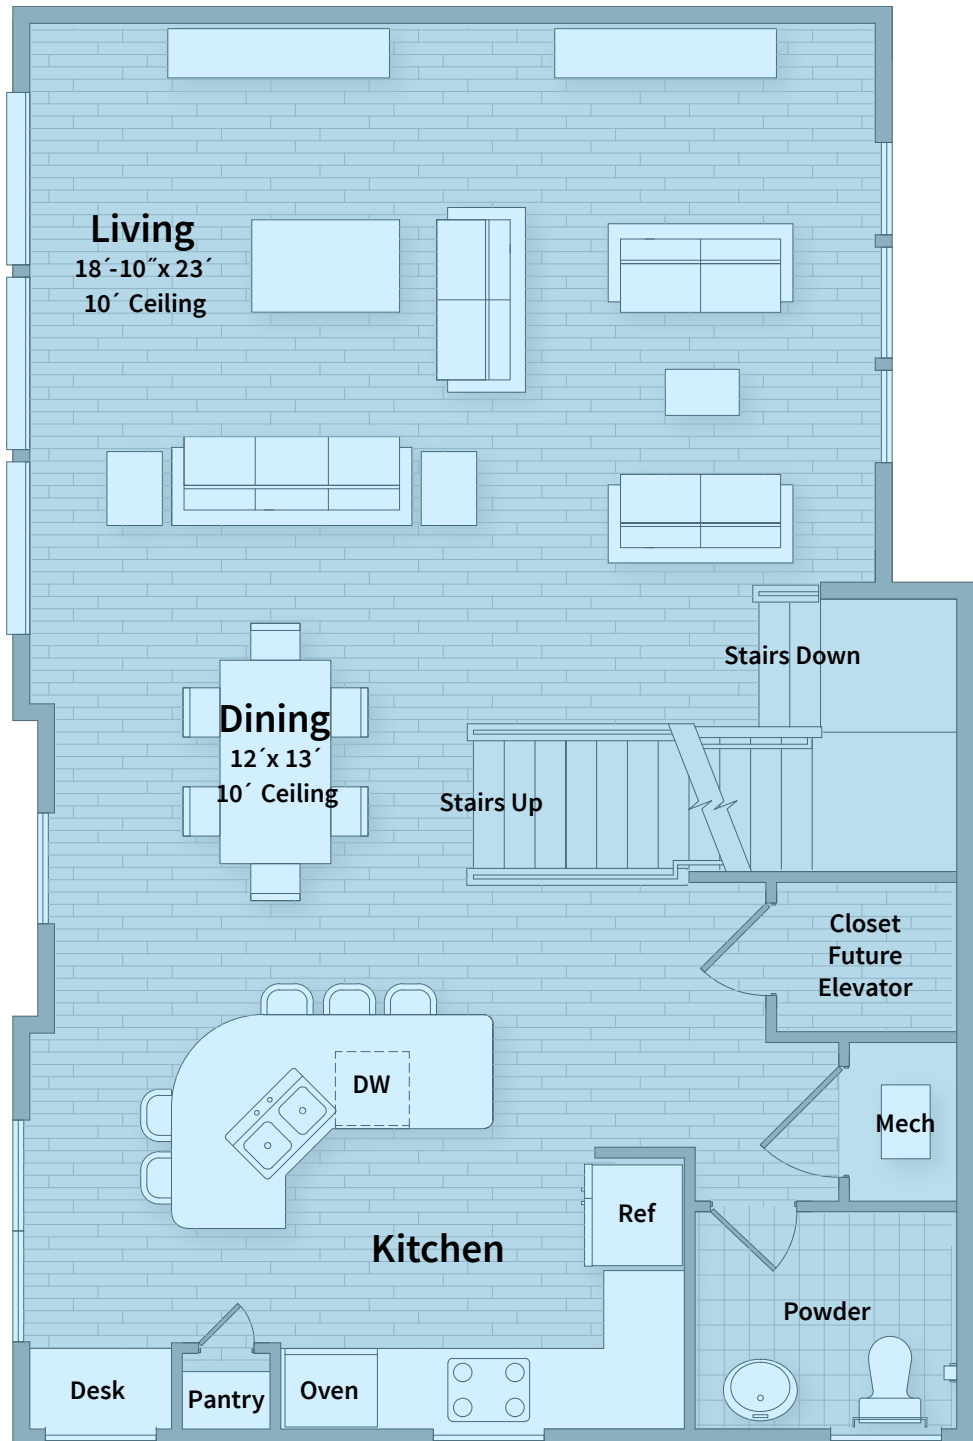 Living
18´-10˝x 23´
10´ Ceiling
Stairs Down
Dining
12´x 13´
10´ Ceiling
Stairs Up
Closet
Future
Elevator
DW
Mech
Ref
Kitchen
Powder
Desk
Pantry
Oven